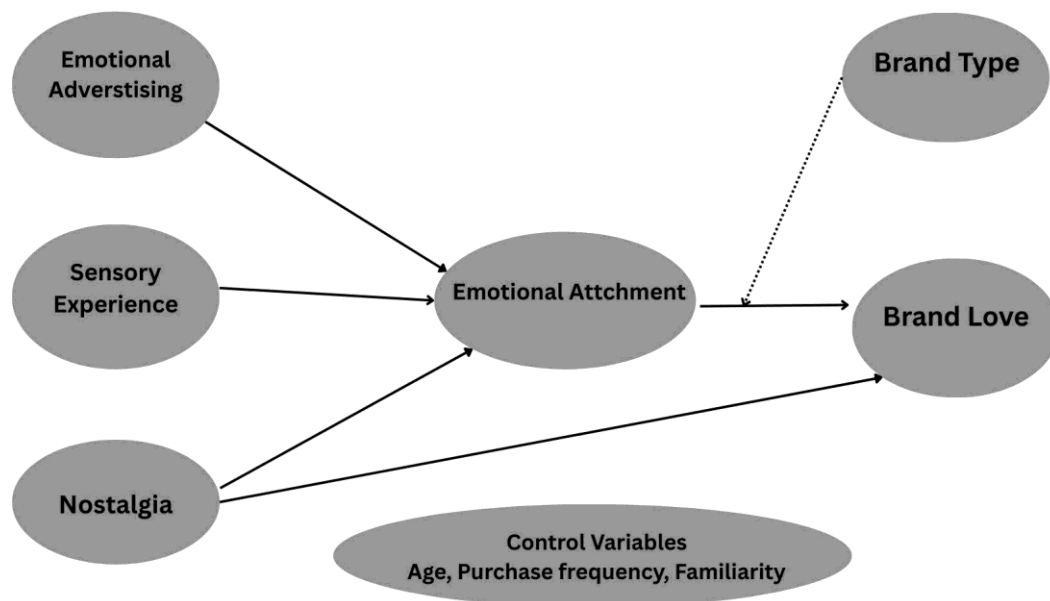 Emotional
Adverstising
Brand Type
Sensory
Experience
Emotional Attchment
Brand Love
Nostalgia
Control Variables
Age, Purchase frequency, Familiarity